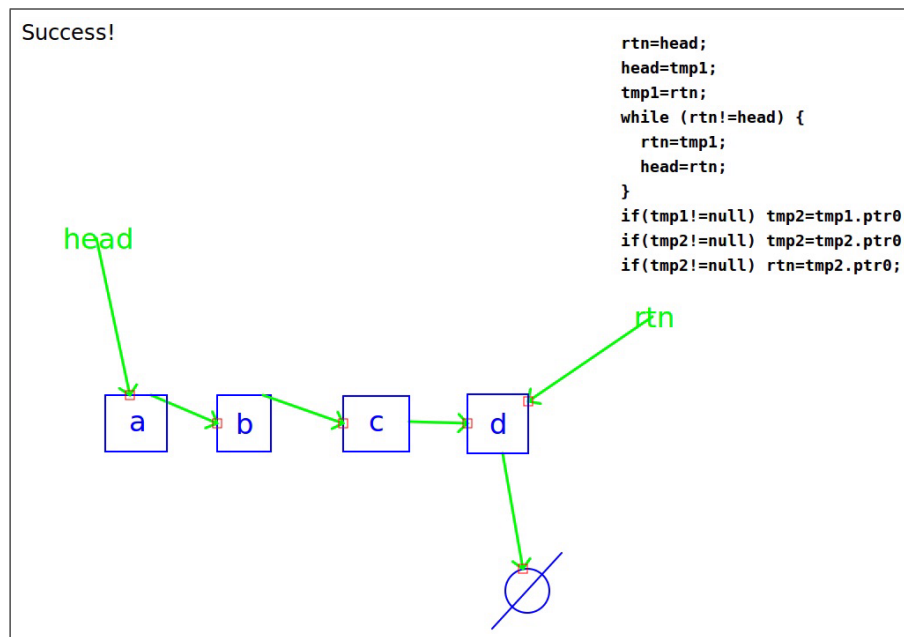 Success!
rtn=head;
head=tmp1;
tmp1=rtn;
while (rtn!=head) {
rtn=tmp1;
head=rtn;
}
if(tmp1!=null) tmp2=tmp1.ptr0
if(tmp2!=null) tmp2=tmp2.ptr0
if(tmp2!=null) rtn=tmp2.ptr0;
head
rtn
a b c d